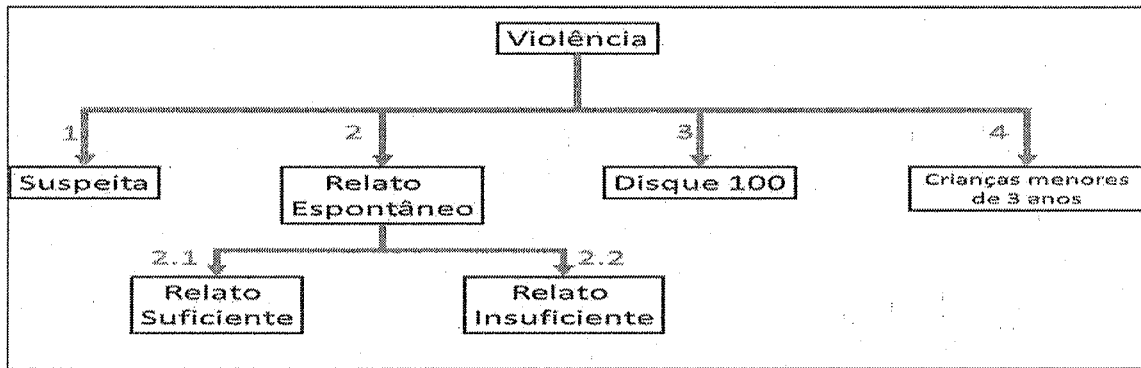 Violência
1
2
3
4
Suspeita
Relato
Espontâneo
Disque 100
Crianças menores
de 3 anos
2.1
2.2
Relato
Suficiente
Relato
Insuficiente